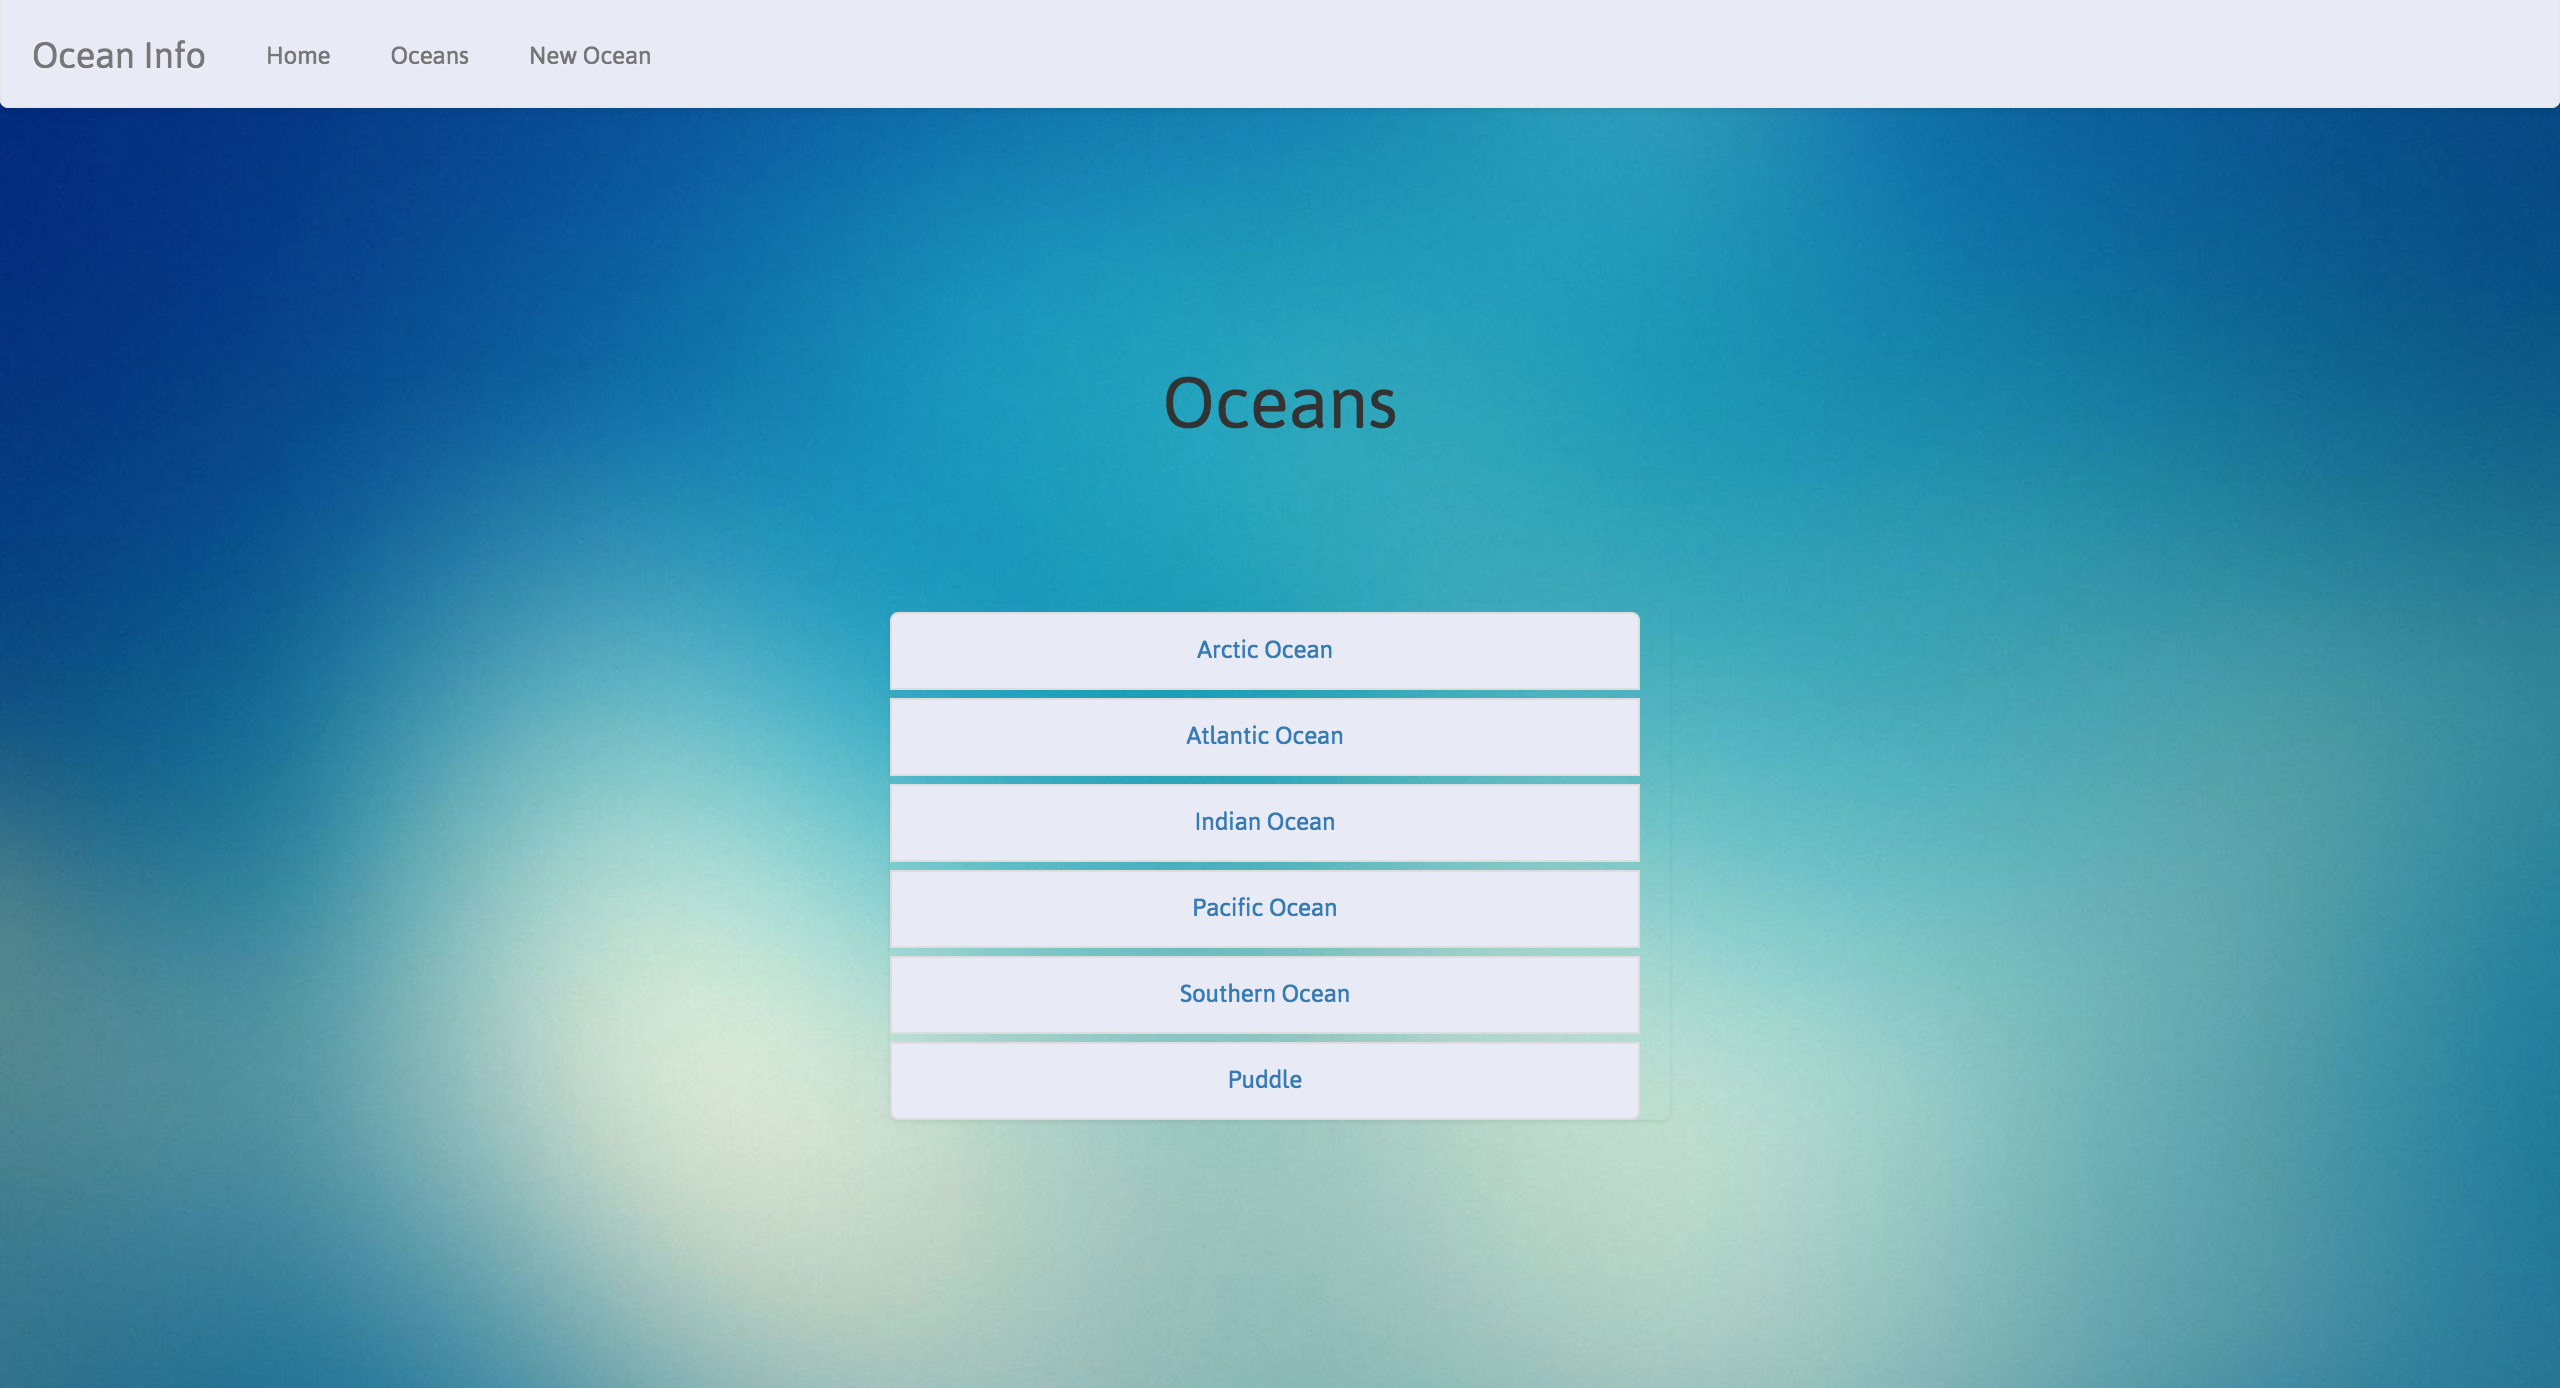 Ocean Info Home Oceans New Ocean
Oceans
Arctic Ocean
Atlantic Ocean
Indian Ocean
Pacific Ocean
Southern Ocean
Puddle